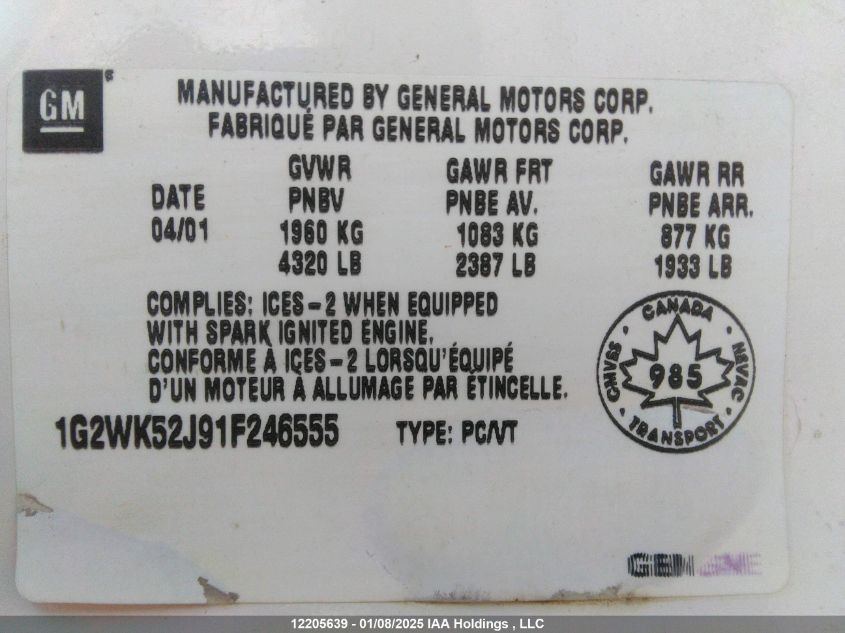 GM
MANUFACTURED BY GENERAL MOTORS CORP.
FABRIQUÉ PAR GENERAL MOTORS CORP.
DATE
04/01
GVWR
PNBV
1960 KG
4320 LB
GAWR FRT
PNBE AV.
1083 KG
2387 LB
GAWR RR
PNBE ARR.
877 KG
1933 LB
COMPLIES: ICES-2 WHEN EQUIPPED
WITH SPARK IGNITED ENGINE.
CONFORME À ICES-2 LORSQU'ÉQUIPÉ
D'UN MOTEUR À ALLUMAGE PAR ÉTINCELLE.
CANADA
CMVSS
985
NSVAC
TRANSPORT
1G2WK52J91F246555 TYPE: PC/VT
12205639 - 01/08/2025 IAA Holdings , LLC